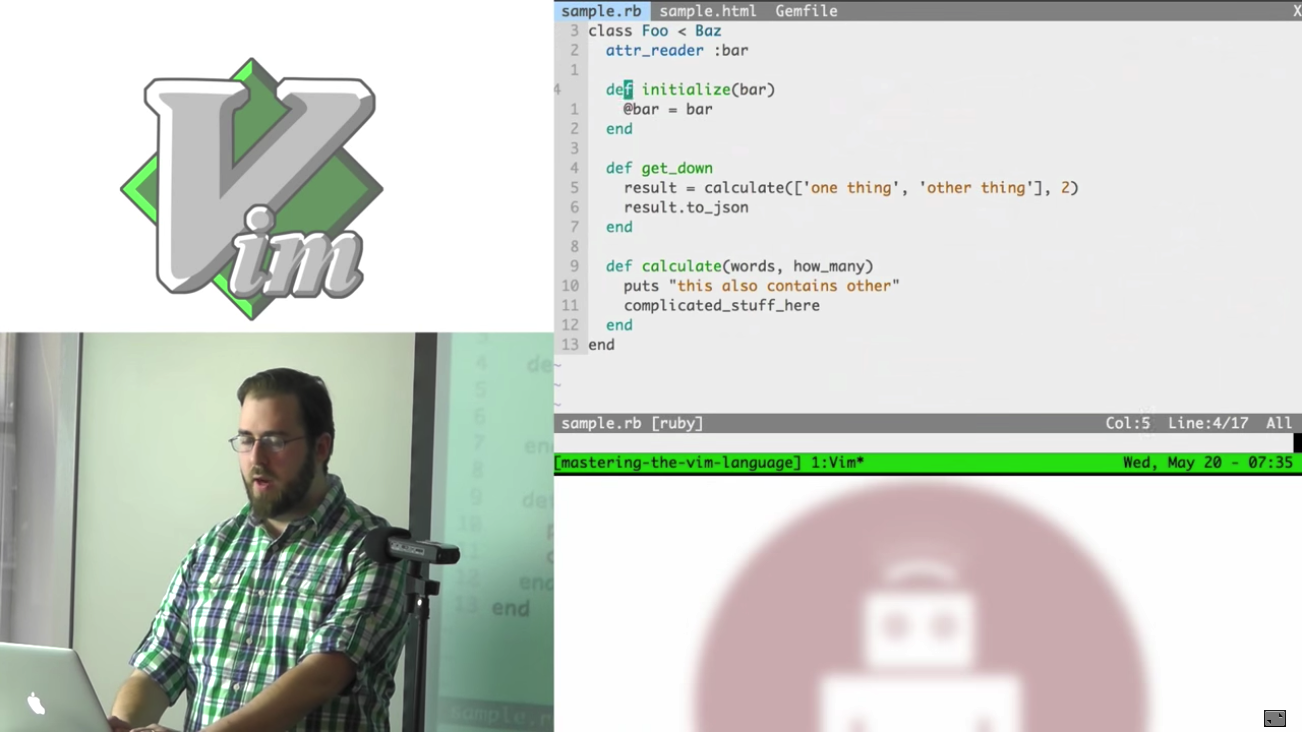 Vim
sample.rb sample.html Gemfile X
3 class Foo < Baz
2 attr_reader :bar
1
4 def initialize(bar)
1 @bar = bar
2 end
3
4 def get_down
5 result = calculate(['one thing', 'other thing'], 2)
6 result.to_json
7 end
8
9 def calculate(words, how_many)
10 puts "this also contains other"
11 complicated_stuff_here
12 end
13 end
~
~
~
sample.rb [ruby] Col:5 Line:4/17 All
[mastering-the-vim-language] 1:Vim* Wed, May 20 - 07:35
3
4 de
5
6
7 end
8
9 de
10
11
12 end
13 end
sample.r